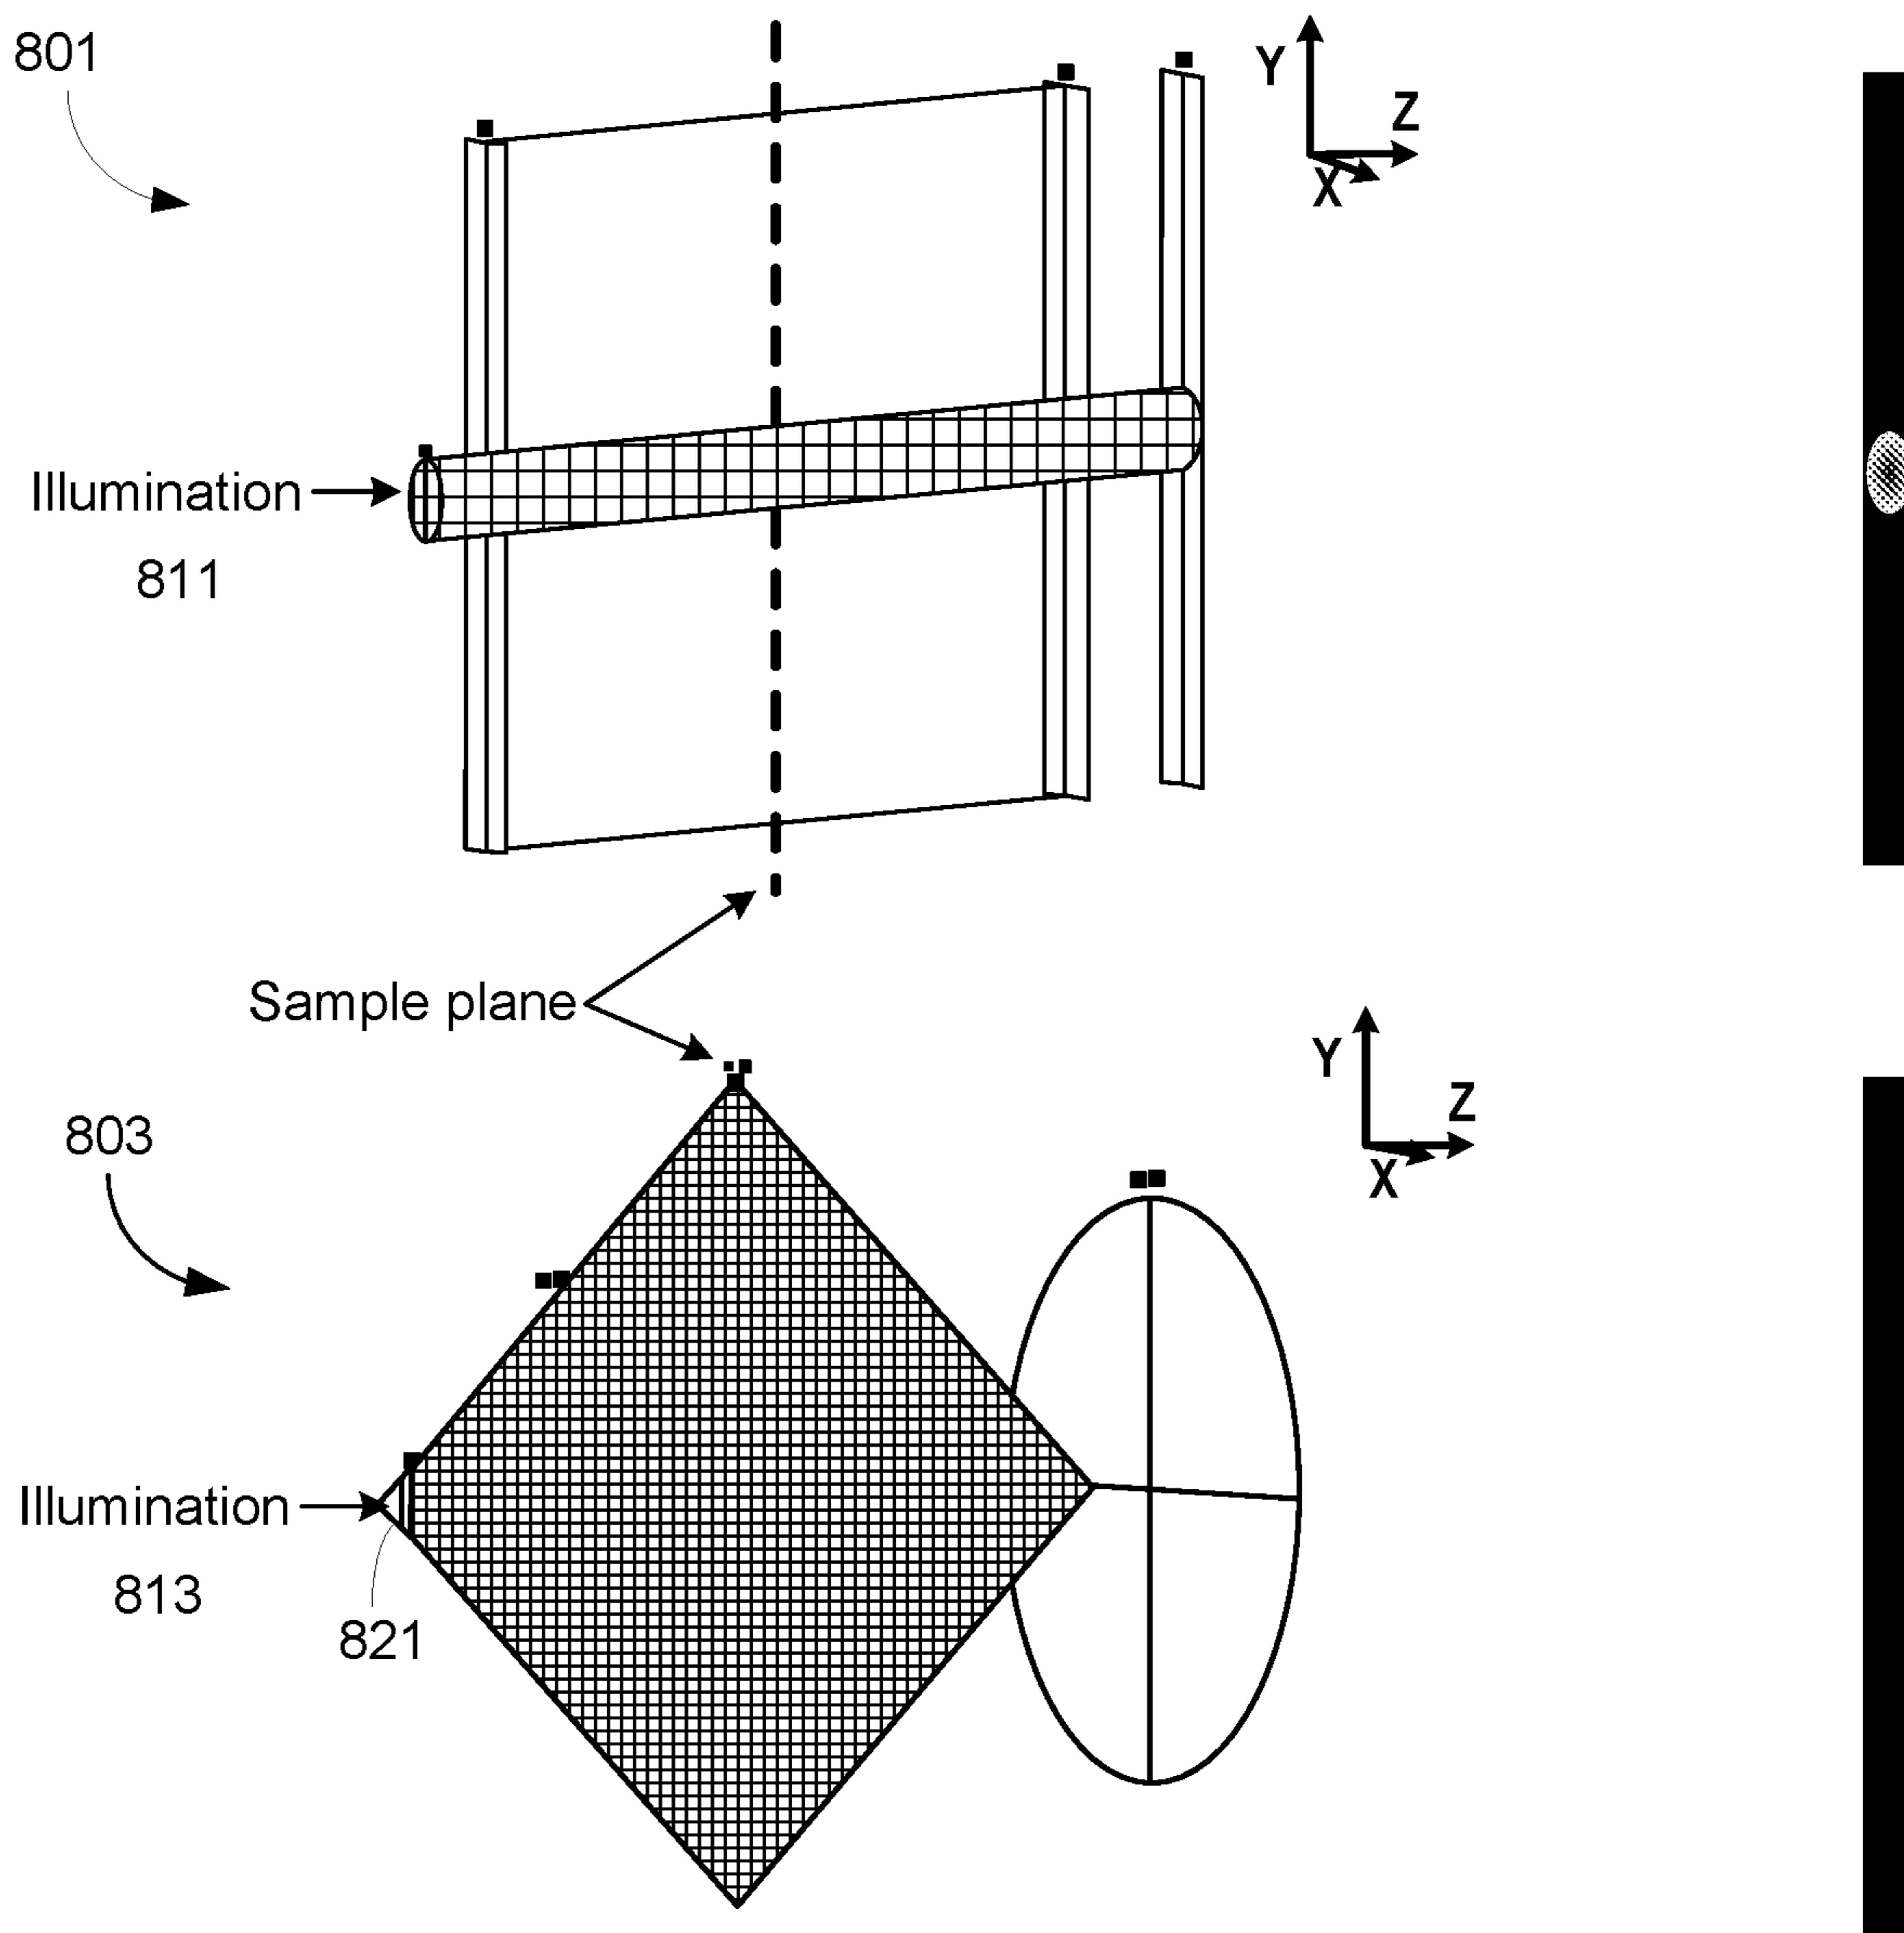 801
Y
Z
X
Illumination
811
Sample plane
Y
Z
X
803
Illumination
813
821